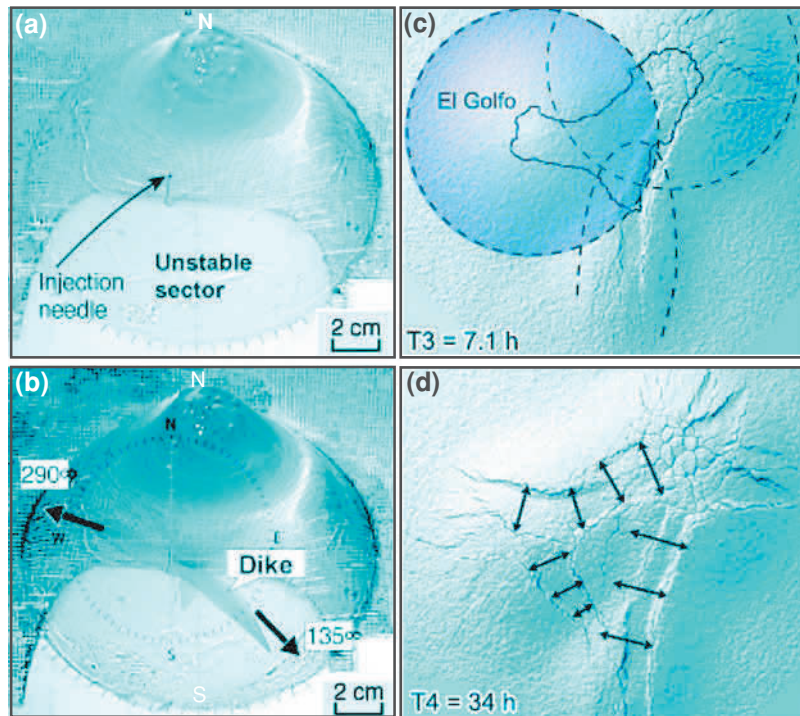 (a)
N
Injection
needle
Unstable
sector
2 cm
(c)
El Golfo
T3 = 7.1 h
(b)
N
N
290∞
W
E
Dike
135∞
S
S
2 cm
(d)
T4 = 34 h